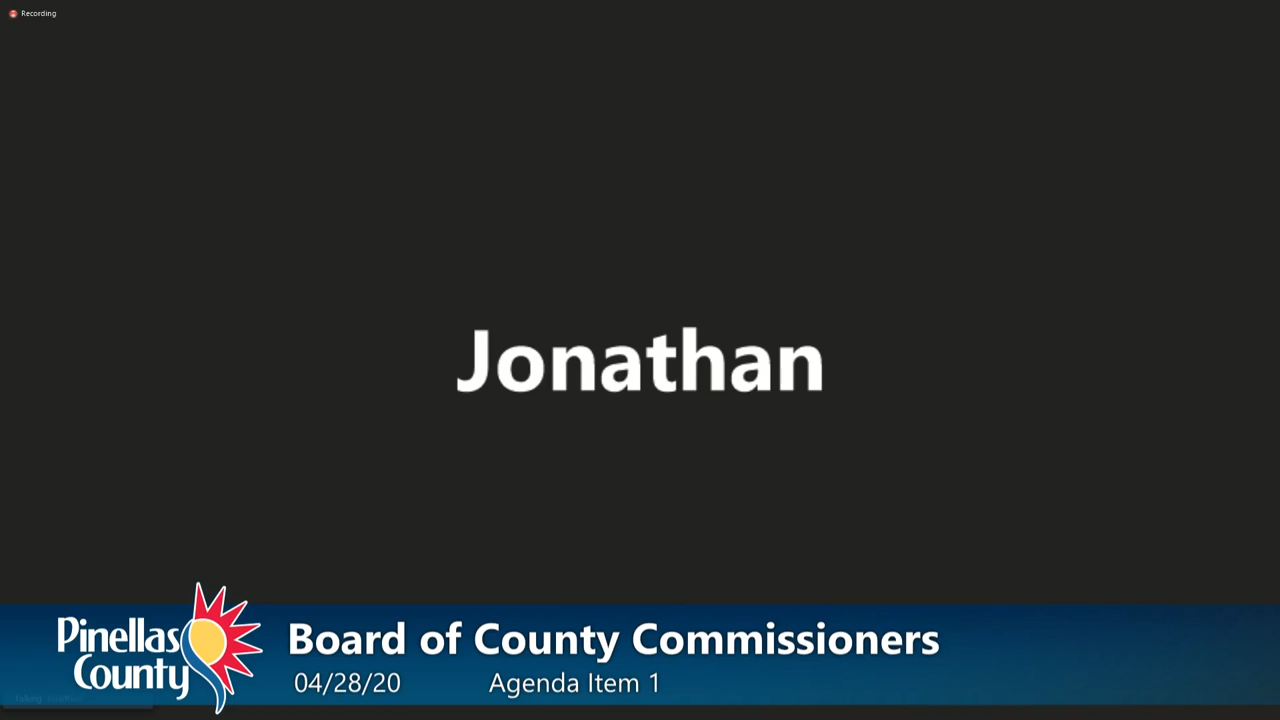 Recording
Jonathan
Pinellas
County
Board of County Commissioners
04/28/20 Agenda Item 1